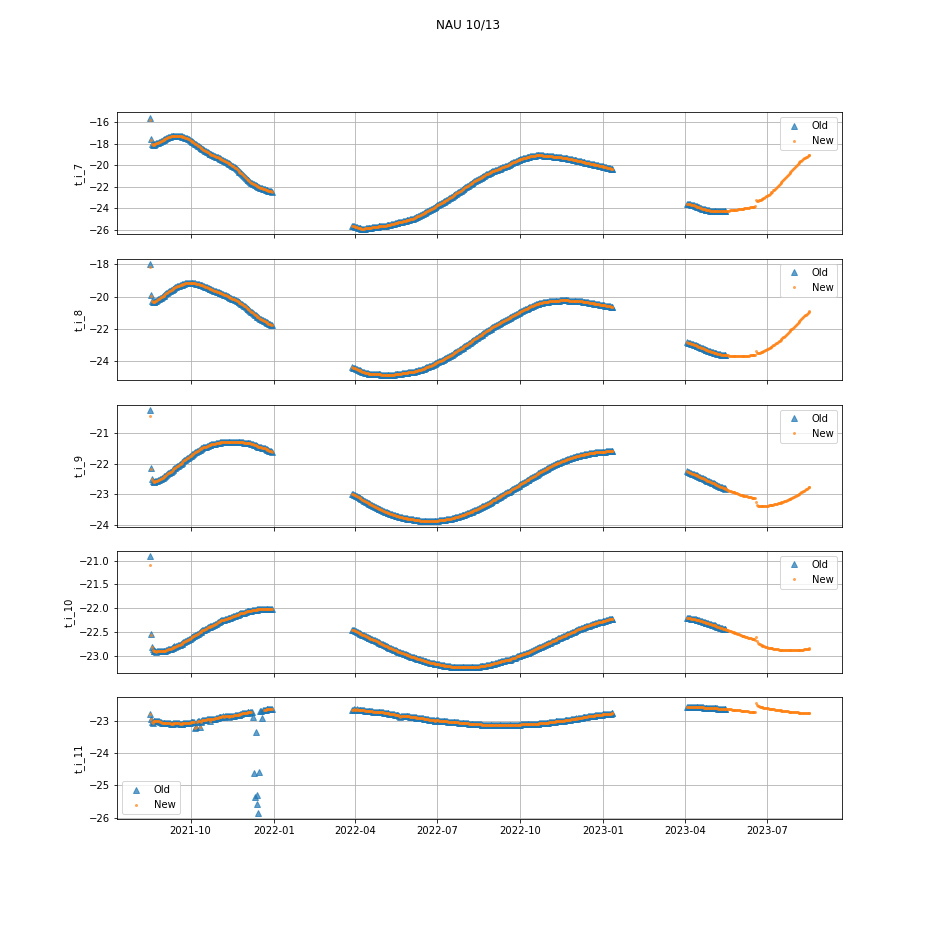 NAU 10/13
−16
−18
−20
−22
−24
−26
t_i_7
Old
New
−18
−20
−22
−24
t_i_8
Old
New
−21
−22
−23
−24
t_i_9
Old
New
−21.0
−21.5
−22.0
−22.5
−23.0
t_i_10
Old
New
−23
−24
−25
−26
t_i_11
Old
New
2021-10
2022-01
2022-04
2022-07
2022-10
2023-01
2023-04
2023-07